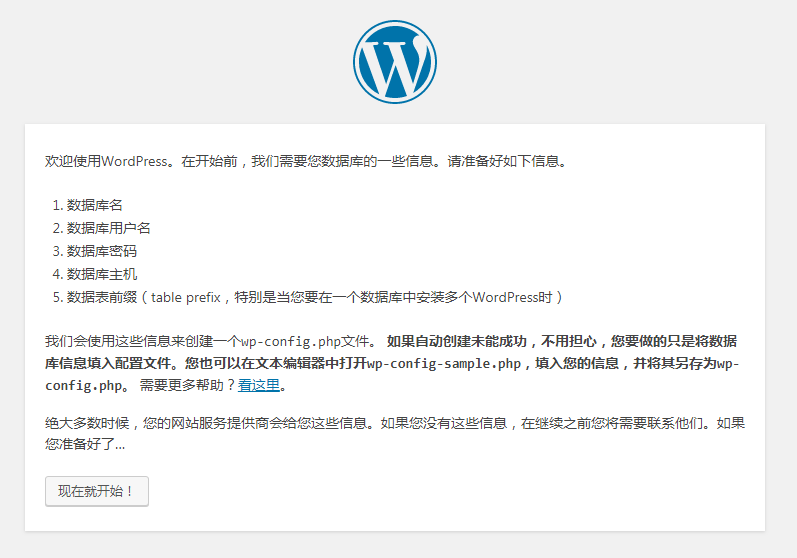 欢迎使用WordPress。在开始前，我们需要您数据库的一些信息。请准备好如下信息。
1. 数据库名
2. 数据库用户名
3. 数据库密码
4. 数据库主机
5. 数据表前缀（table prefix，特别是当您要在一个数据库中安装多个WordPress时）
我们会使用这些信息来创建一个wp-config.php文件。 如果自动创建未能成功，不用担心，您要做的只是将数据
库信息填入配置文件。您也可以在文本编辑器中打开wp-config-sample.php，填入您的信息，并将其另存为wp-
config.php。 需要更多帮助？看这里。
绝大多数时候，您的网站服务提供商会给您这些信息。如果您没有这些信息，在继续之前您将需要联系他们。如果
您准备好了...
现在就开始！